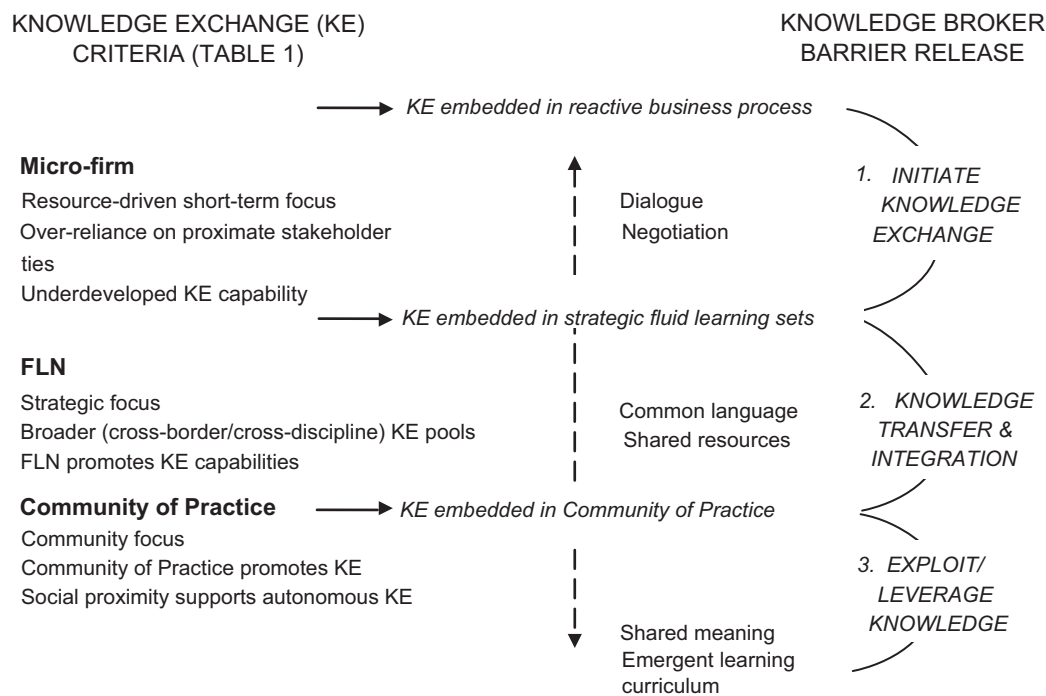 KNOWLEDGE EXCHANGE (KE)
CRITERIA (TABLE 1)
KNOWLEDGE BROKER
BARRIER RELEASE
KE embedded in reactive business process
Micro-firm
Resource-driven short-term focus
Over-reliance on proximate stakeholder
ties
Underdeveloped KE capability
Dialogue
Negotiation
1. INITIATE
KNOWLEDGE
EXCHANGE
KE embedded in strategic fluid learning sets
FLN
Strategic focus
Broader (cross-border/cross-discipline) KE pools
FLN promotes KE capabilities
Common language
Shared resources
2. KNOWLEDGE
TRANSFER &
INTEGRATION
Community of Practice
KE embedded in Community of Practice
Community focus
Community of Practice promotes KE
Social proximity supports autonomous KE
3. EXPLOIT/
LEVERAGE
KNOWLEDGE
Shared meaning
Emergent learning
curriculum